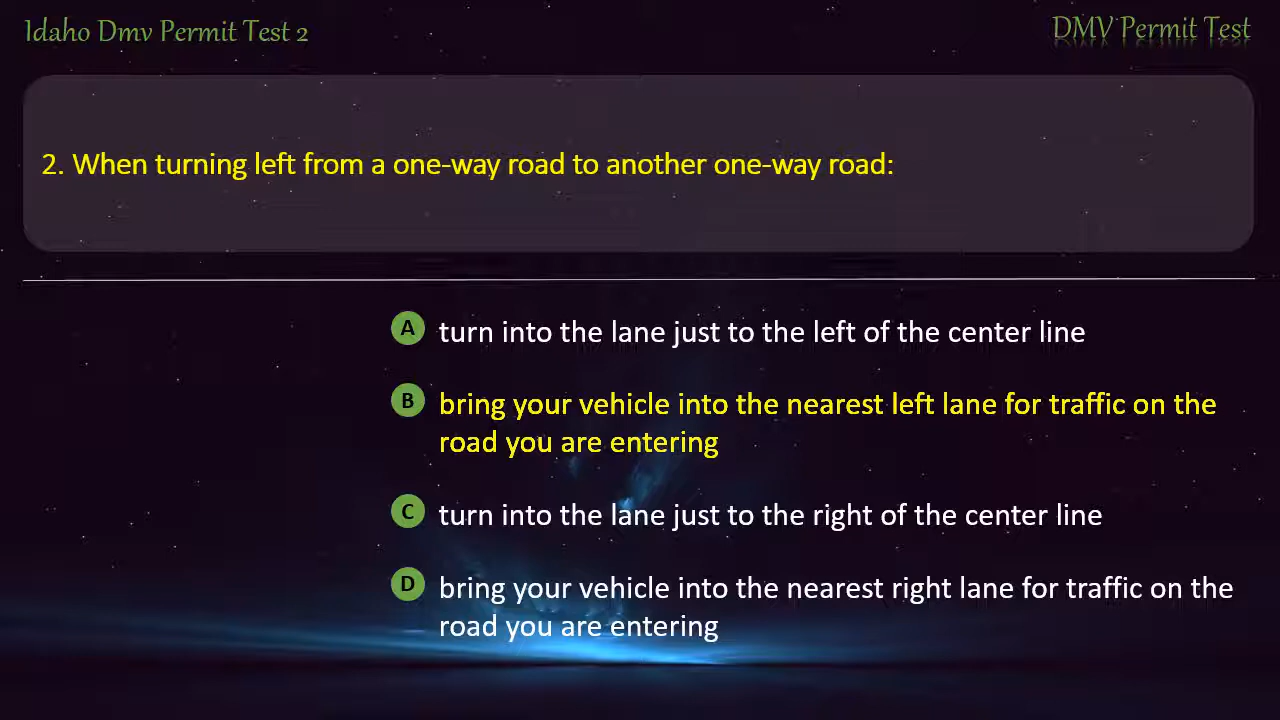 Idaho Dmv Permit Test 2
DMV Permit Test
2. When turning left from a one-way road to another one-way road:
A turn into the lane just to the left of the center line
B bring your vehicle into the nearest left lane for traffic on the
road you are entering
C turn into the lane just to the right of the center line
D bring your vehicle into the nearest right lane for traffic on the
road you are entering